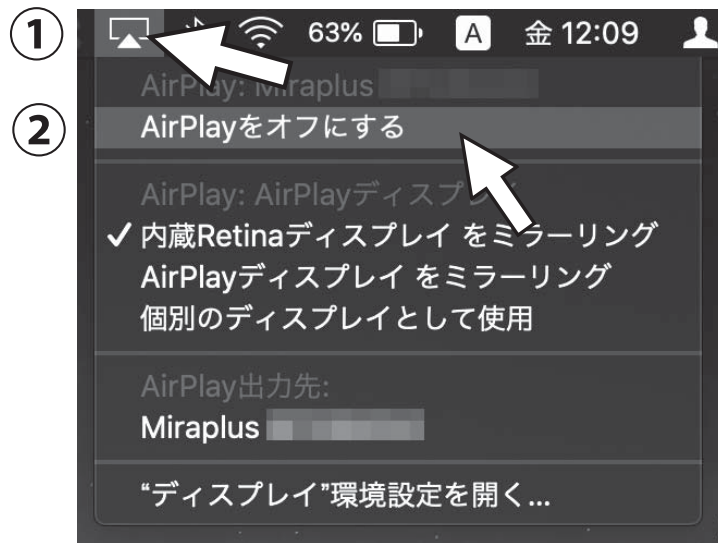 ①
63% A 金 12:09
②
AirPlay: Miraplus
AirPlayをオフにする
AirPlay: AirPlayディスプレイ
✓ 内蔵Retinaディスプレイ をミラーリング
AirPlayディスプレイ をミラーリング
個別のディスプレイとして使用
AirPlay出力先:
Miraplus
“ディスプレイ”環境設定を開く...